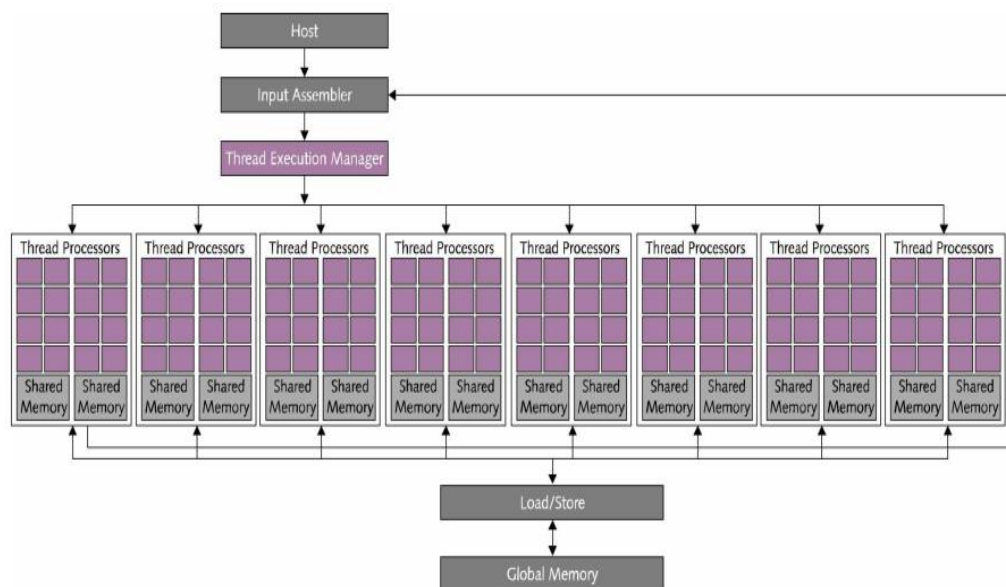 Host
Input Assembler
Thread Execution Manager
Thread Processors
Thread Processors
Thread Processors
Thread Processors
Thread Processors
Thread Processors
Thread Processors
Thread Processors
Shared
Memory
Shared
Memory
Shared
Memory
Shared
Memory
Shared
Memory
Shared
Memory
Shared
Memory
Shared
Memory
Shared
Memory
Shared
Memory
Shared
Memory
Shared
Memory
Shared
Memory
Shared
Memory
Shared
Memory
Shared
Memory
Load/Store
Global Memory